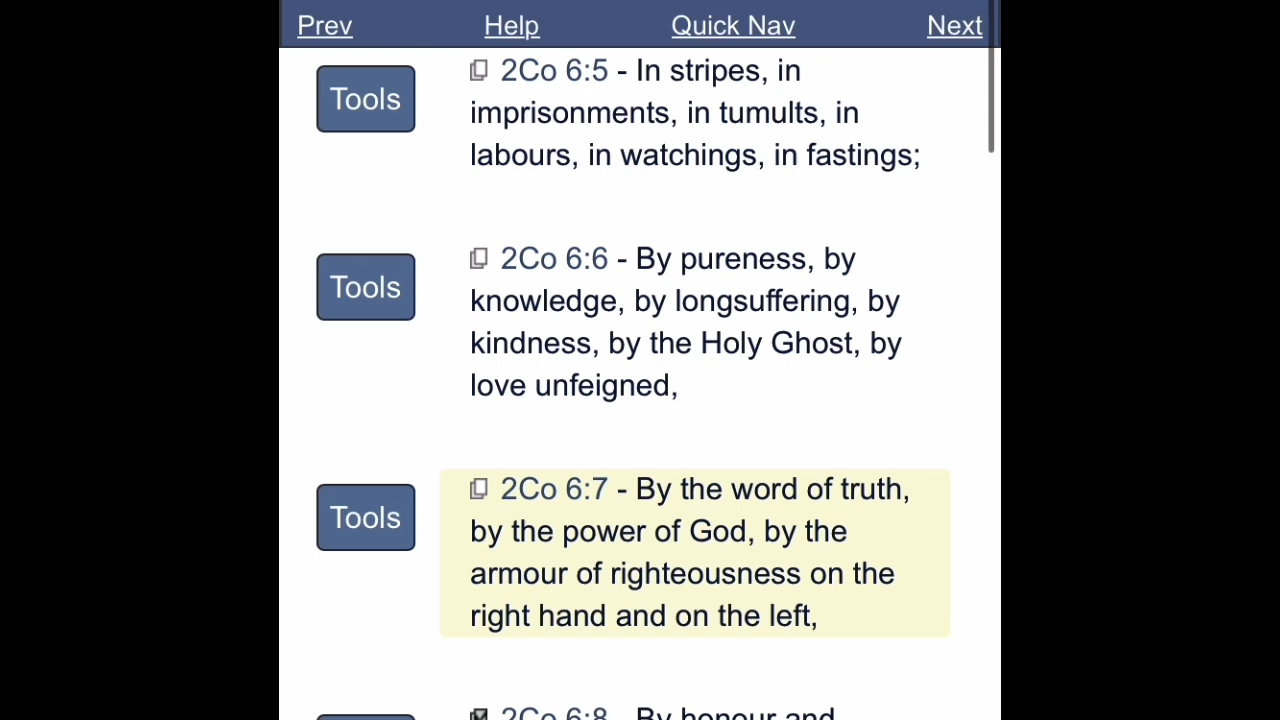 Prev Help Quick Nav Next
Tools
2Co 6:5 - In stripes, in
imprisonments, in tumults, in
labours, in watchings, in fastings;
Tools
2Co 6:6 - By pureness, by
knowledge, by longsuffering, by
kindness, by the Holy Ghost, by
love unfeigned,
Tools
2Co 6:7 - By the word of truth,
by the power of God, by the
armour of righteousness on the
right hand and on the left,
2Co 6:8 - By honour and